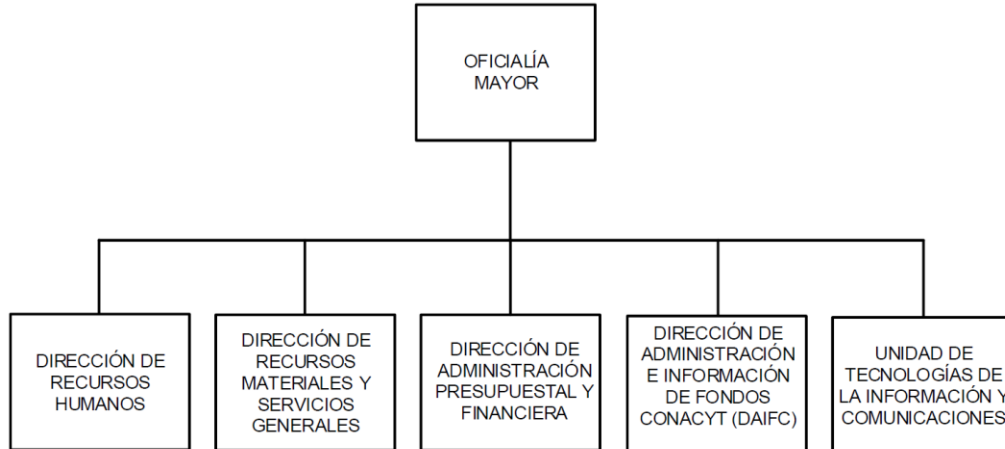 OFICIALÍA
MAYOR
DIRECCIÓN DE
RECURSOS
HUMANOS
DIRECCIÓN DE
RECURSOS
MATERIALES Y
SERVICIOS
GENERALES
DIRECCIÓN DE
ADMINISTRACIÓN
PRESUPUESTAL Y
FINANCIERA
DIRECCIÓN DE
ADMINISTRACIÓN
E INFORMACIÓN
DE FONDOS
CONACYT (DAIFC)
UNIDAD DE
TECNOLOGÍAS DE
LA INFORMACIÓN Y
COMUNICACIONES